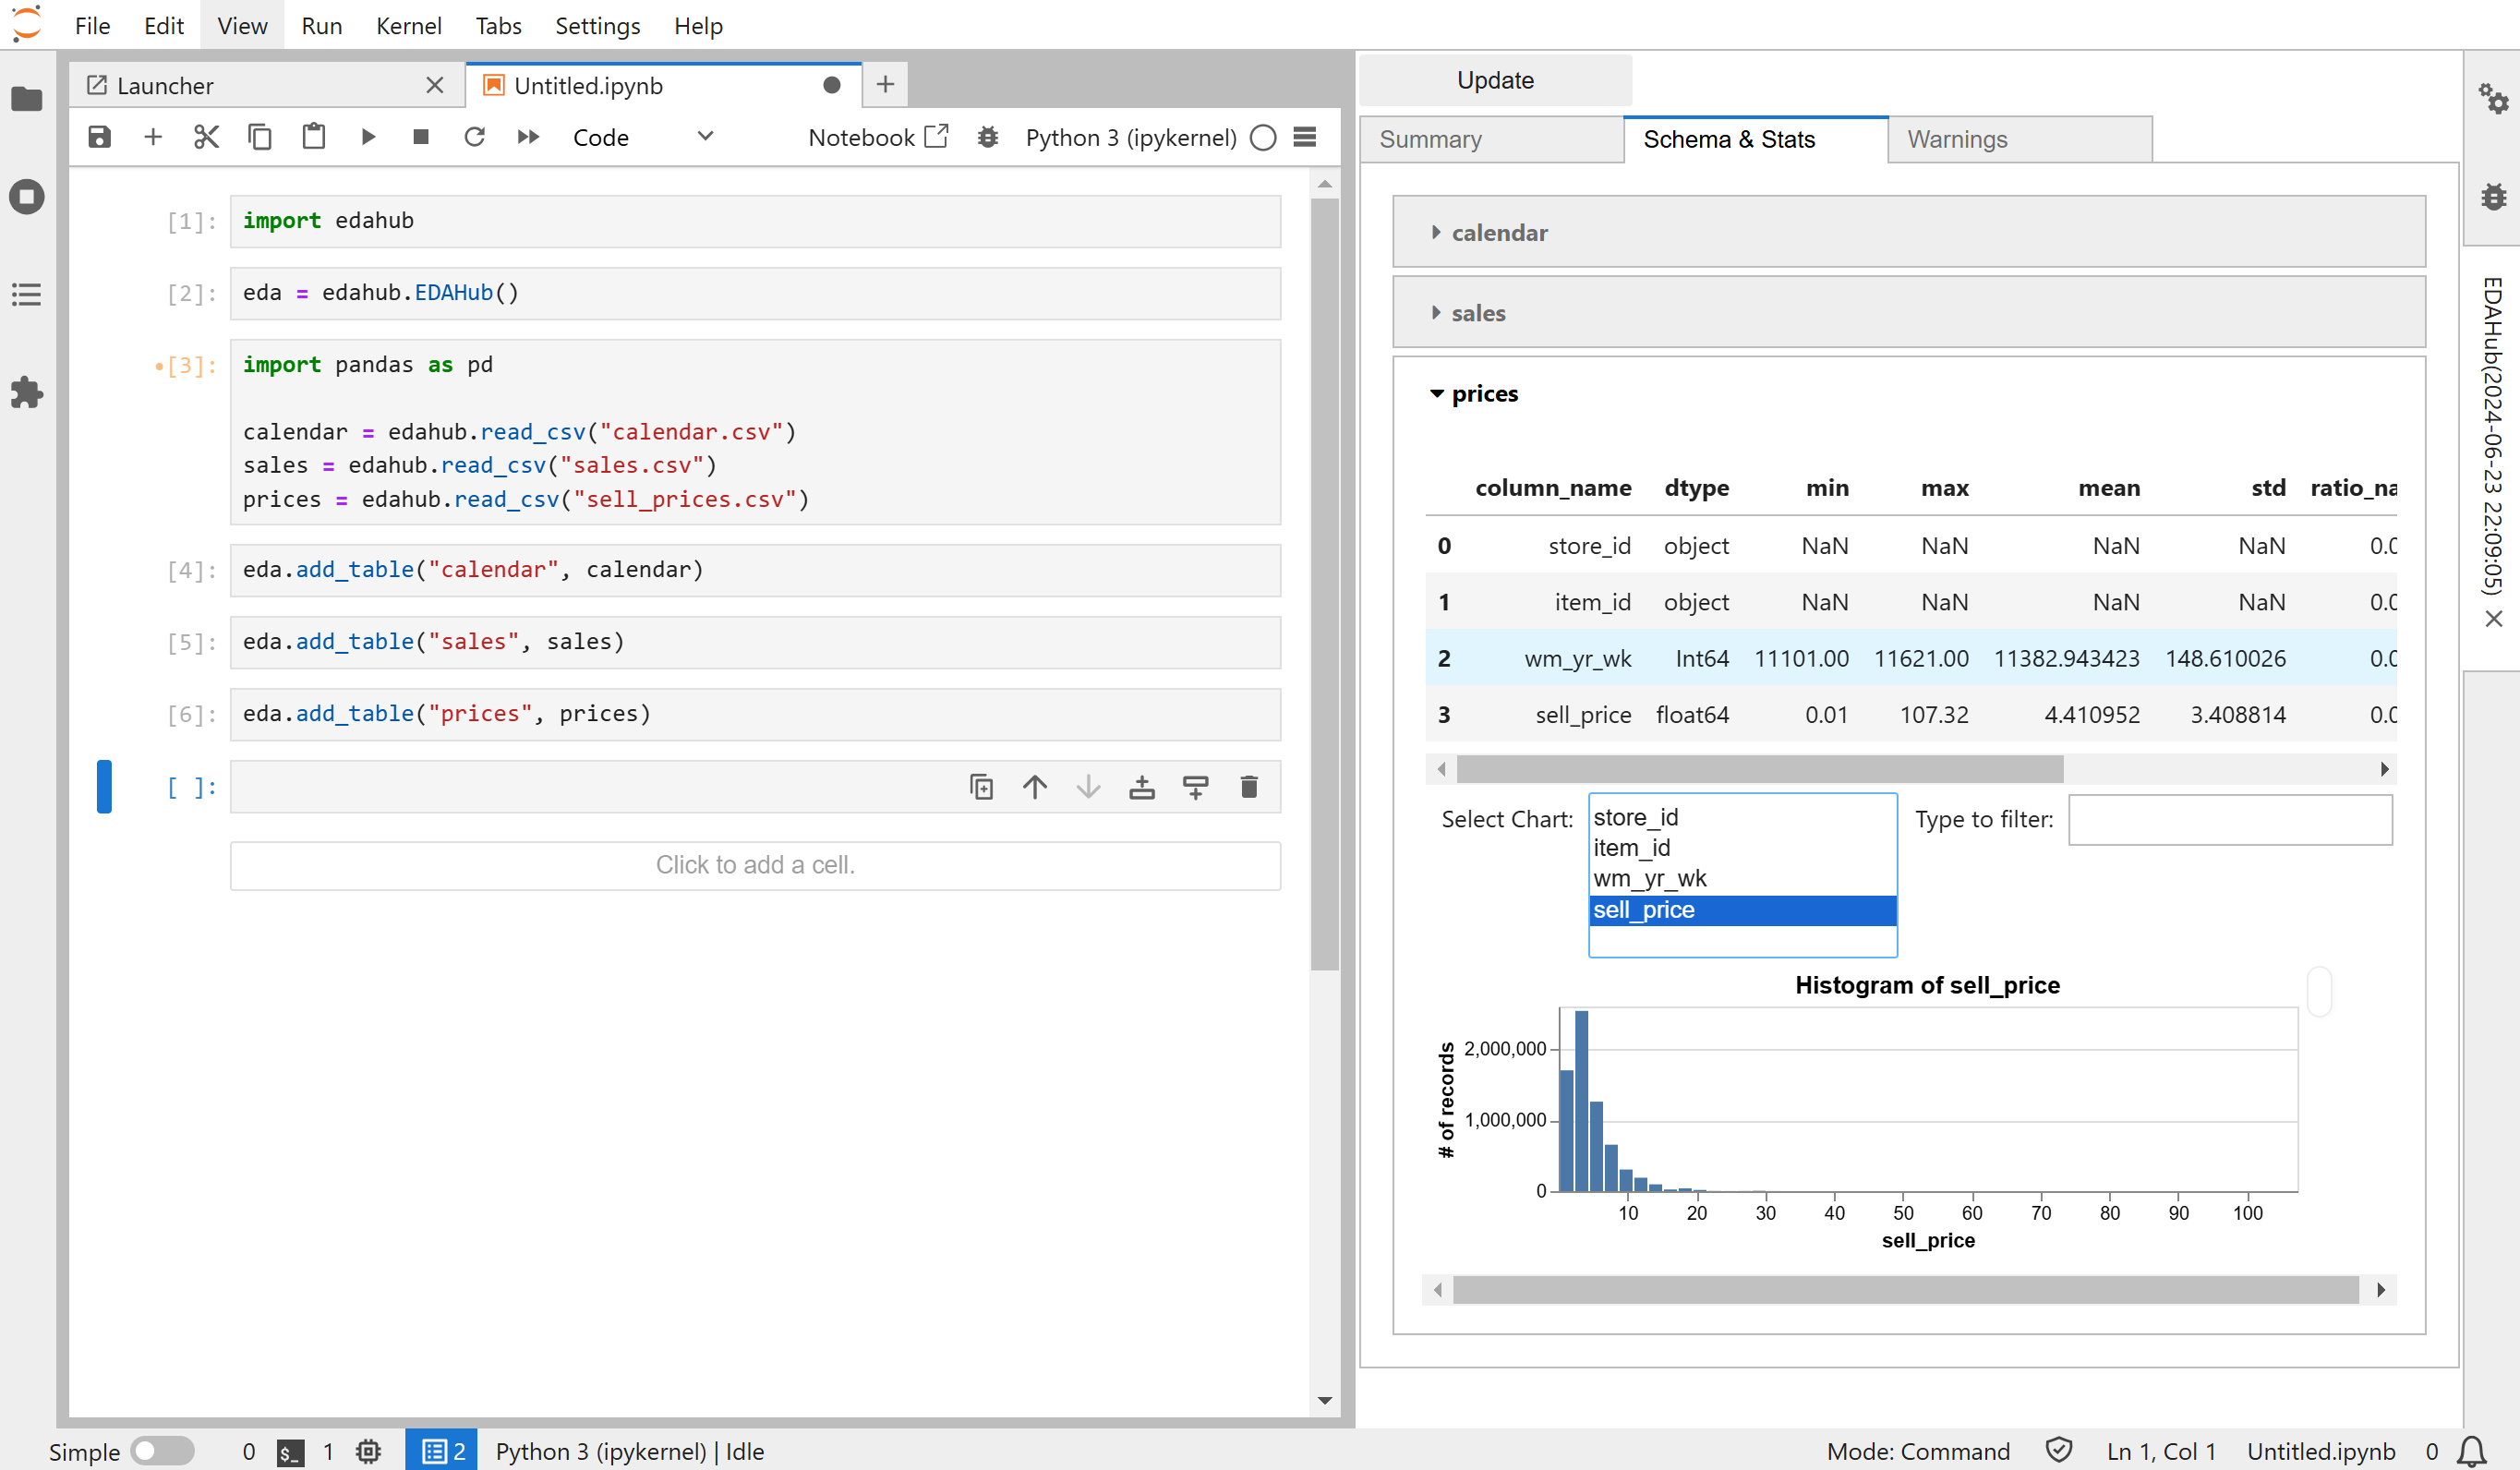 File Edit View Run Kernel Tabs Settings Help
Launcher
Untitled.ipynb
Code
Notebook
Python 3 (ipykernel)
[1]: import edahub
[2]: eda = edahub.EDAHub()
[3]: import pandas as pd
calendar = edahub.read_csv("calendar.csv")
sales = edahub.read_csv("sales.csv")
prices = edahub.read_csv("sell_prices.csv")
[4]: eda.add_table("calendar", calendar)
[5]: eda.add_table("sales", sales)
[6]: eda.add_table("prices", prices)
[ ]:
Click to add a cell.
Update
Summary Schema & Stats Warnings
calendar
sales
prices
column_name dtype min max mean std ratio_na
0 store_id object NaN NaN NaN NaN 0.0
1 item_id object NaN NaN NaN NaN 0.0
2 wm_yr_wk Int64 11101.00 11621.00 11382.943423 148.610026 0.0
3 sell_price float64 0.01 107.32 4.410952 3.408814 0.0
Select Chart:
store_id
item_id
wm_yr_wk
sell_price
Type to filter:
Histogram of sell_price
# of records
2,000,000
1,000,000
0
10 20 30 40 50 60 70 80 90 100
sell_price
EDAHub(2024-06-23 22:09:05)
Simple 0 $_ 1 2 Python 3 (ipykernel) | Idle Mode: Command Ln 1, Col 1 Untitled.ipynb 0